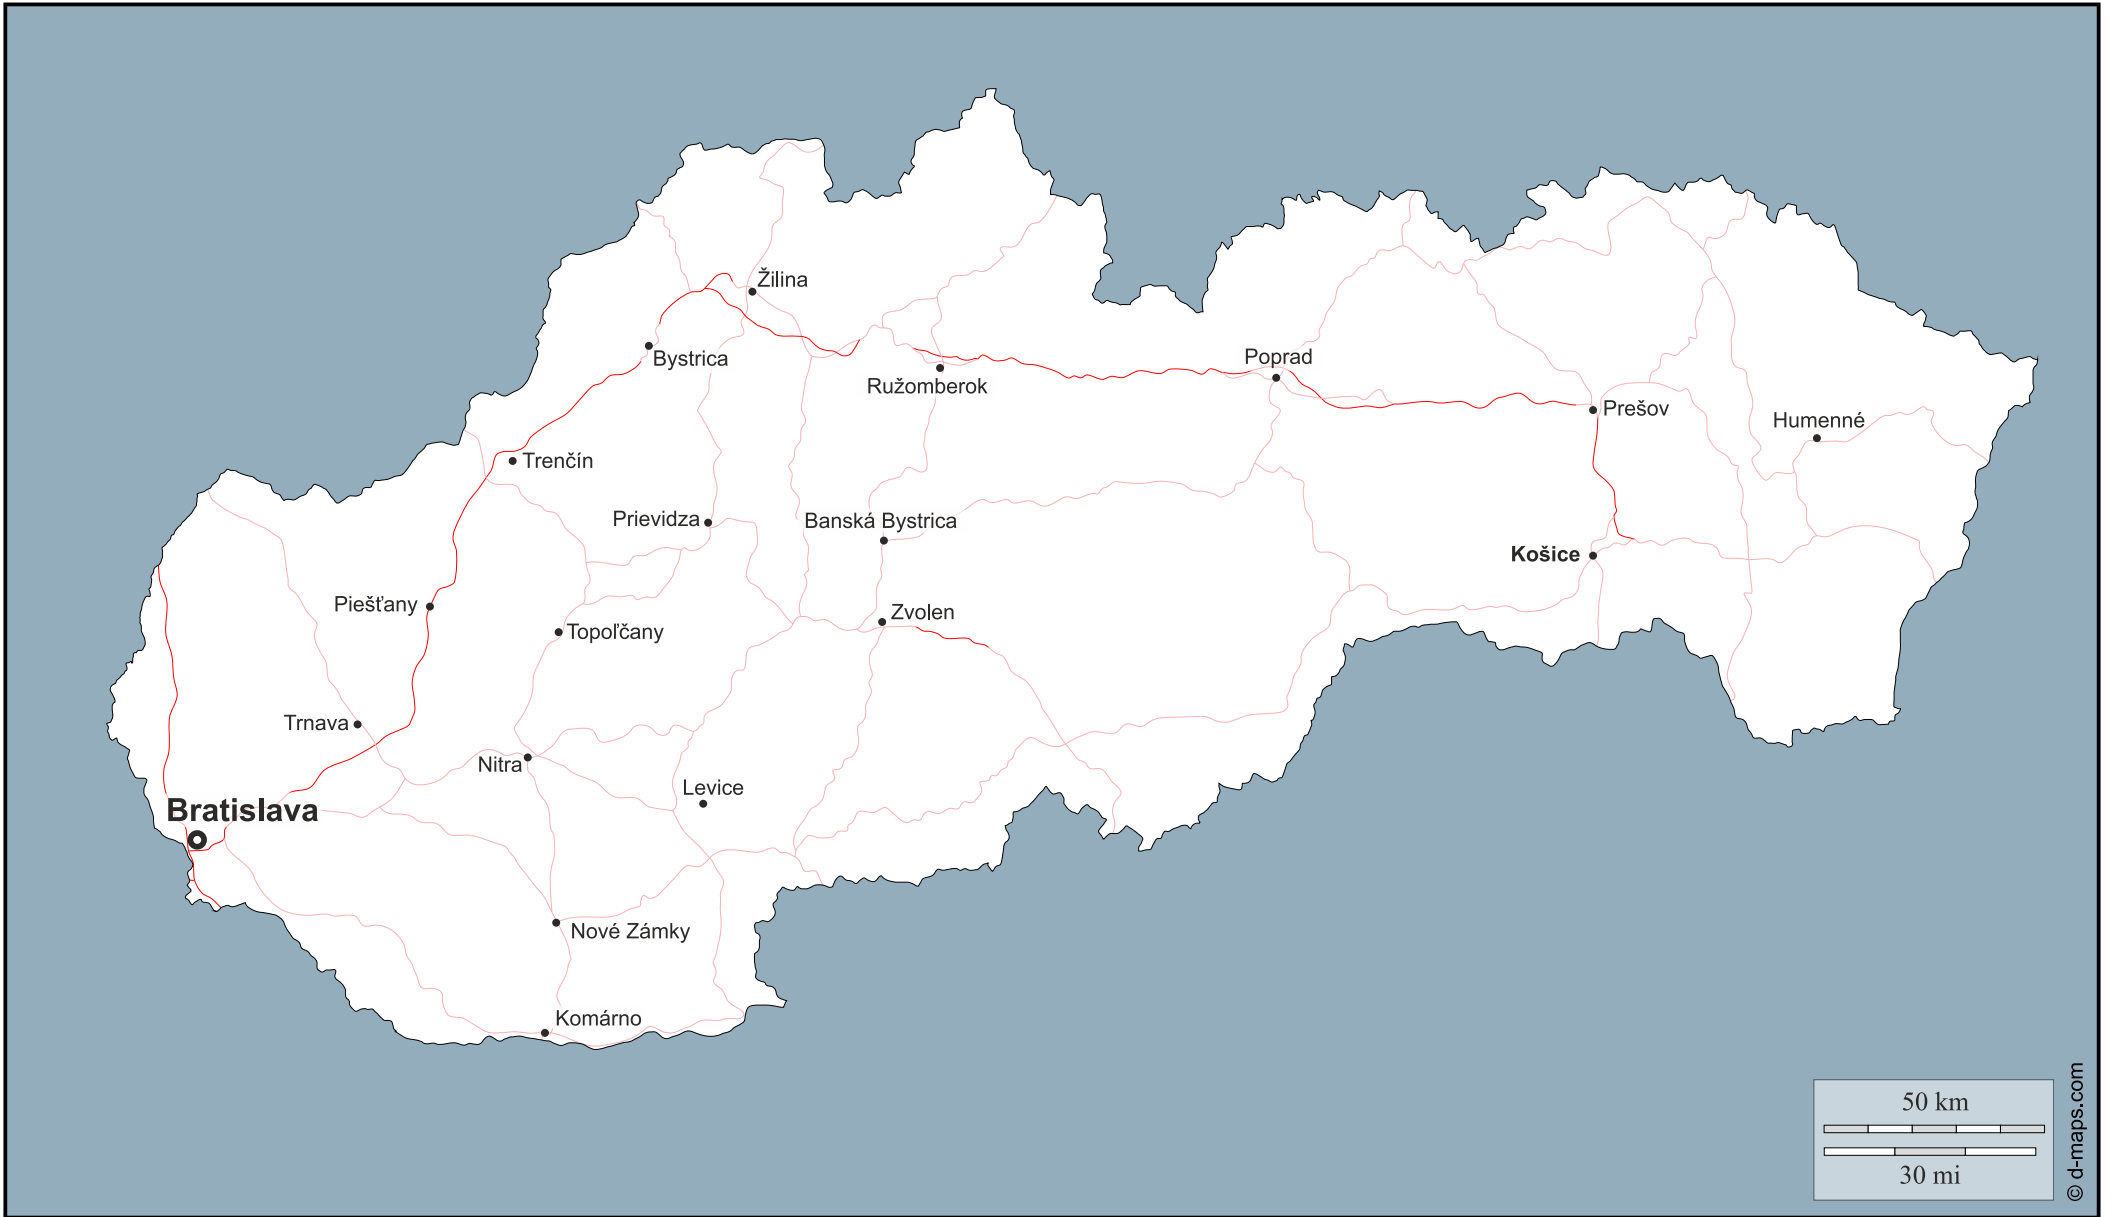 Žilina
Bystrica
Poprad
Ružomberok
Prešov
Humenné
Trenčín
Prievidza
Banská Bystrica
Košice
Piešťany
Zvolen
Topoľčany
Trnava
Nitra
Levice
Bratislava
Nové Zámky
Komárno
50 km
30 mi
© d-maps.com